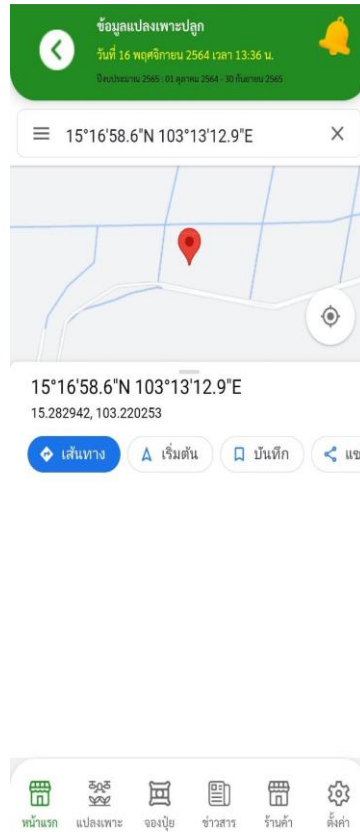 ข้อมูลแปลงเพาะปลูก
วันที่ 16 พฤศจิกายน 2564 เวลา 13:36 น.
ปีงบประมาณ 2565 : 01 ตุลาคม 2564 - 30 กันยายน 2565
15°16'58.6"N 103°13'12.9"E
15°16'58.6"N 103°13'12.9"E
15.282942, 103.220253
เส้นทาง เริ่มต้น บันทึก แช
หน้าแรก แปลงเพาะ จองปุ๋ย ข่าวสาร ร้านค้า ตั้งค่า